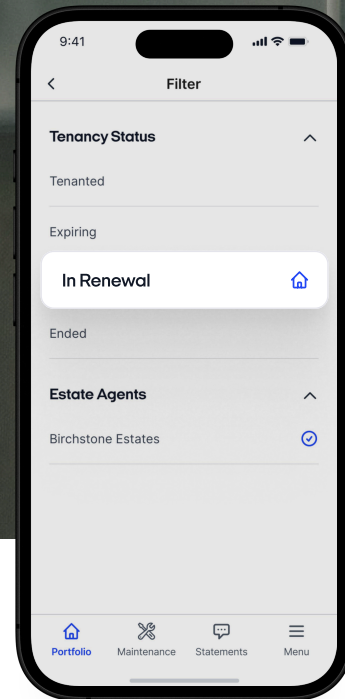 9:41
Filter
Tenancy Status
Tenanted
Expiring
In Renewal
Ended
Estate Agents
Birchstone Estates
Portfolio Maintenance Statements Menu